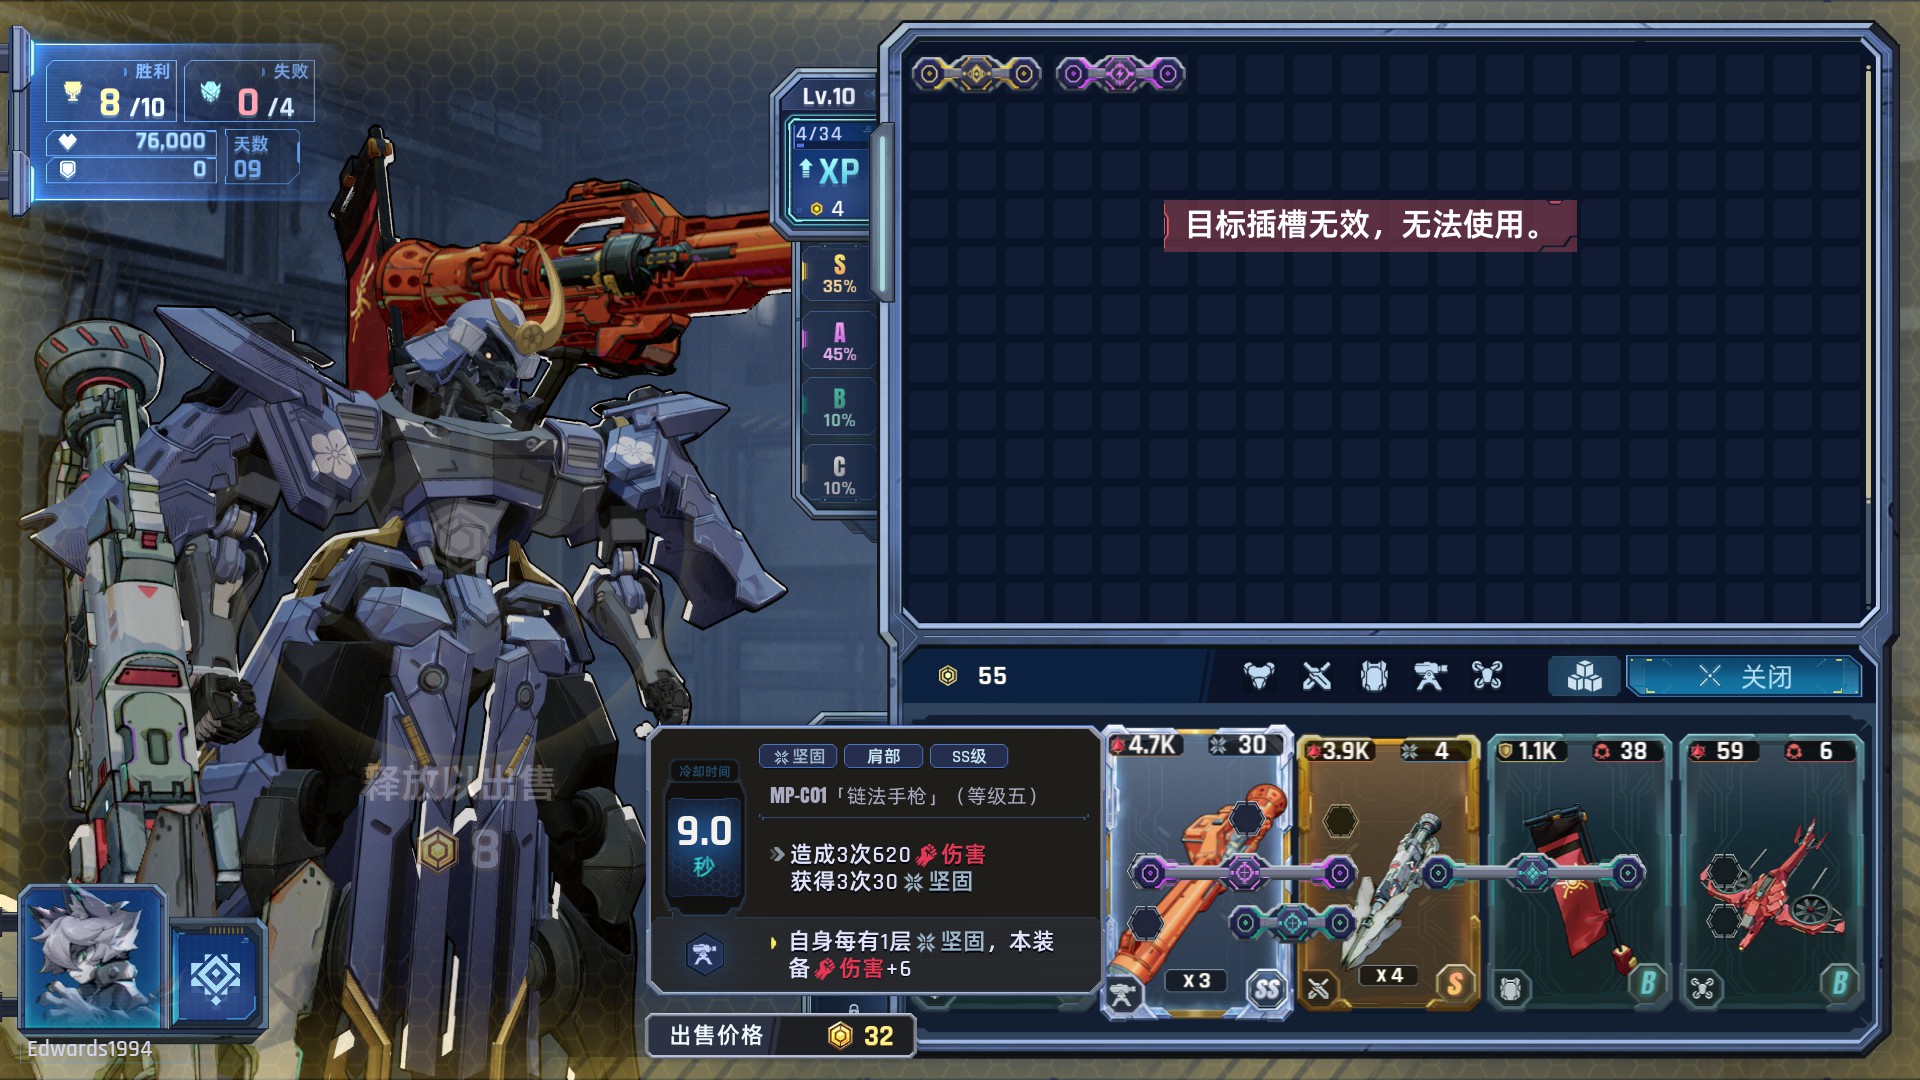 胜利
8 /10
失败
0 /4
76,000
0
天数
09
Lv.10
4/34
XP
4
S
35%
A
45%
B
10%
C
10%
目标插槽无效，无法使用。
55
关闭
释放以出售
8
冷却时间
9.0
秒
坚固
肩部
SS级
MP-C01「链法手枪」（等级五）
造成3次620伤害
获得3次30坚固
自身每有1层坚固，本装
备伤害+6
出售价格
32
4.7K
30
x3
SS
3.9K
4
x4
S
1.1K
38
B
59
6
B
Edwards1994